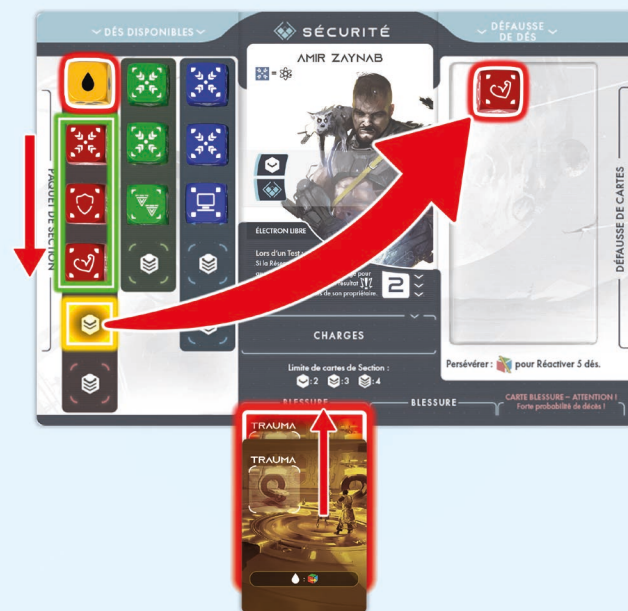 DÉS DISPONIBLES
SÉCURITÉ
DÉFAUSSE
DE DÉS
AMIR ZAYNAB
=
PAQUET DE SECTION
DÉFAUSSE DE CARTES
ÉLECTRON LIBRE
Lors d'un Test
Si la Rés
pour
résultat
de son propriétaire.
2
CHARGES
Limite de cartes de Section :
:2 :3 :4
Persévérer : pour Réactiver 5 dés.
BLESSURE
BLESSURE
CARTE BLESSURE – ATTENTION !
Forte probabilité de décès !
TRAUMA
TRAUMA
: